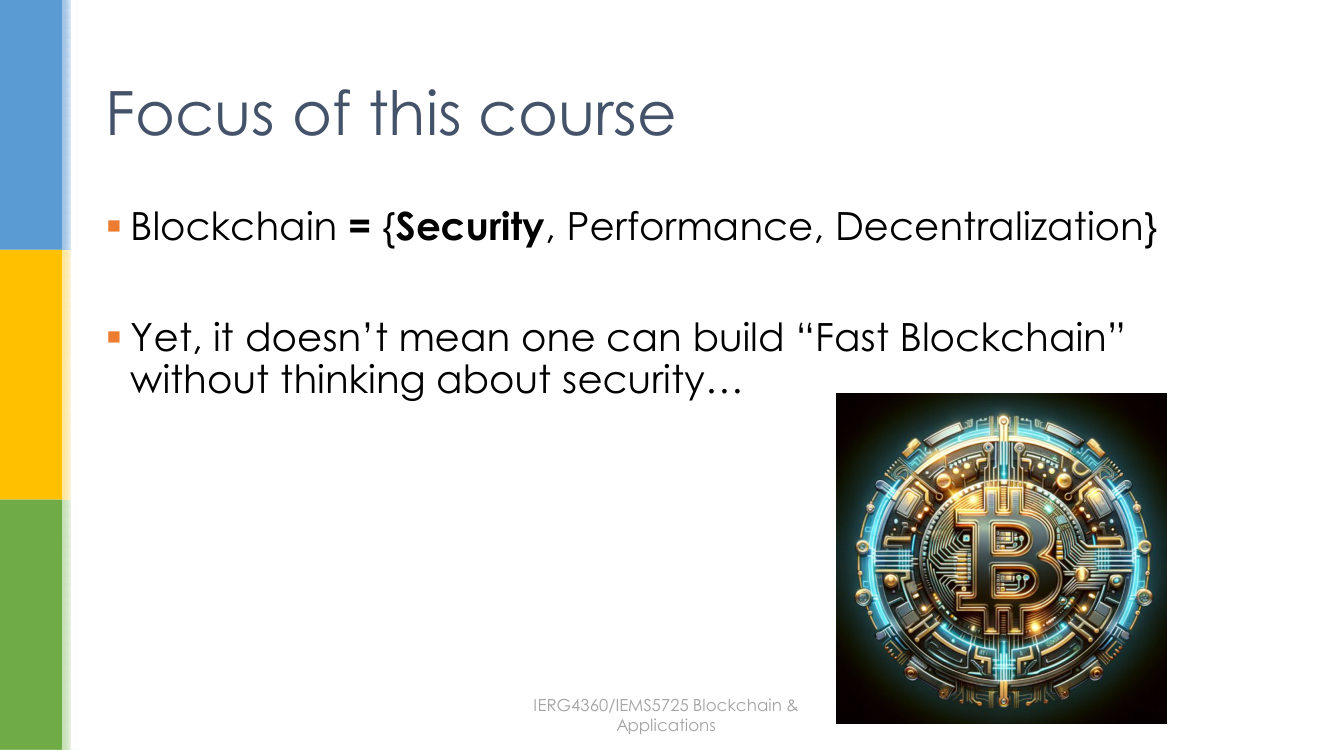 Focus of this course
▪ Blockchain = {Security, Performance, Decentralization}
▪ Yet, it doesn’t mean one can build “Fast Blockchain”
without thinking about security…
B
IERG4360/IEMS5725 Blockchain &
Applications